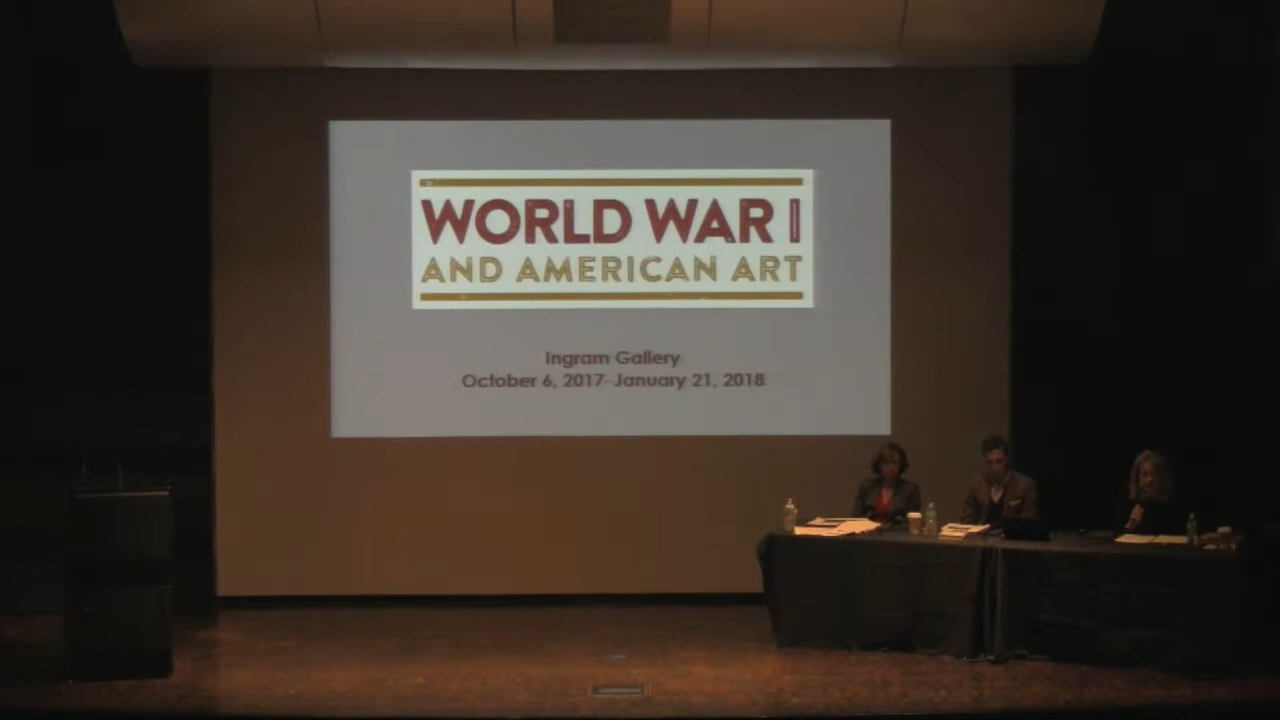 WORLD WAR I
AND AMERICAN ART
Ingram Gallery
October 6, 2017–January 21, 2018